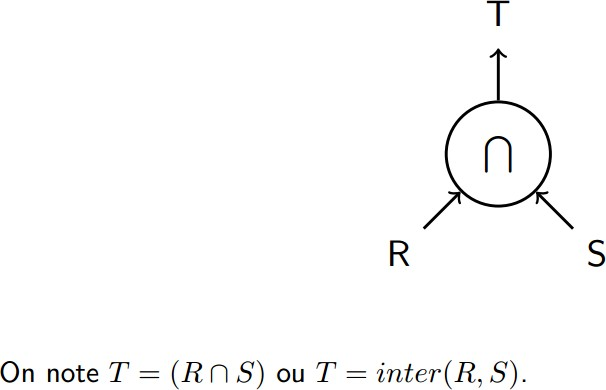 T
∩
R
S
On note T = (R ∩ S) ou T = inter(R, S).